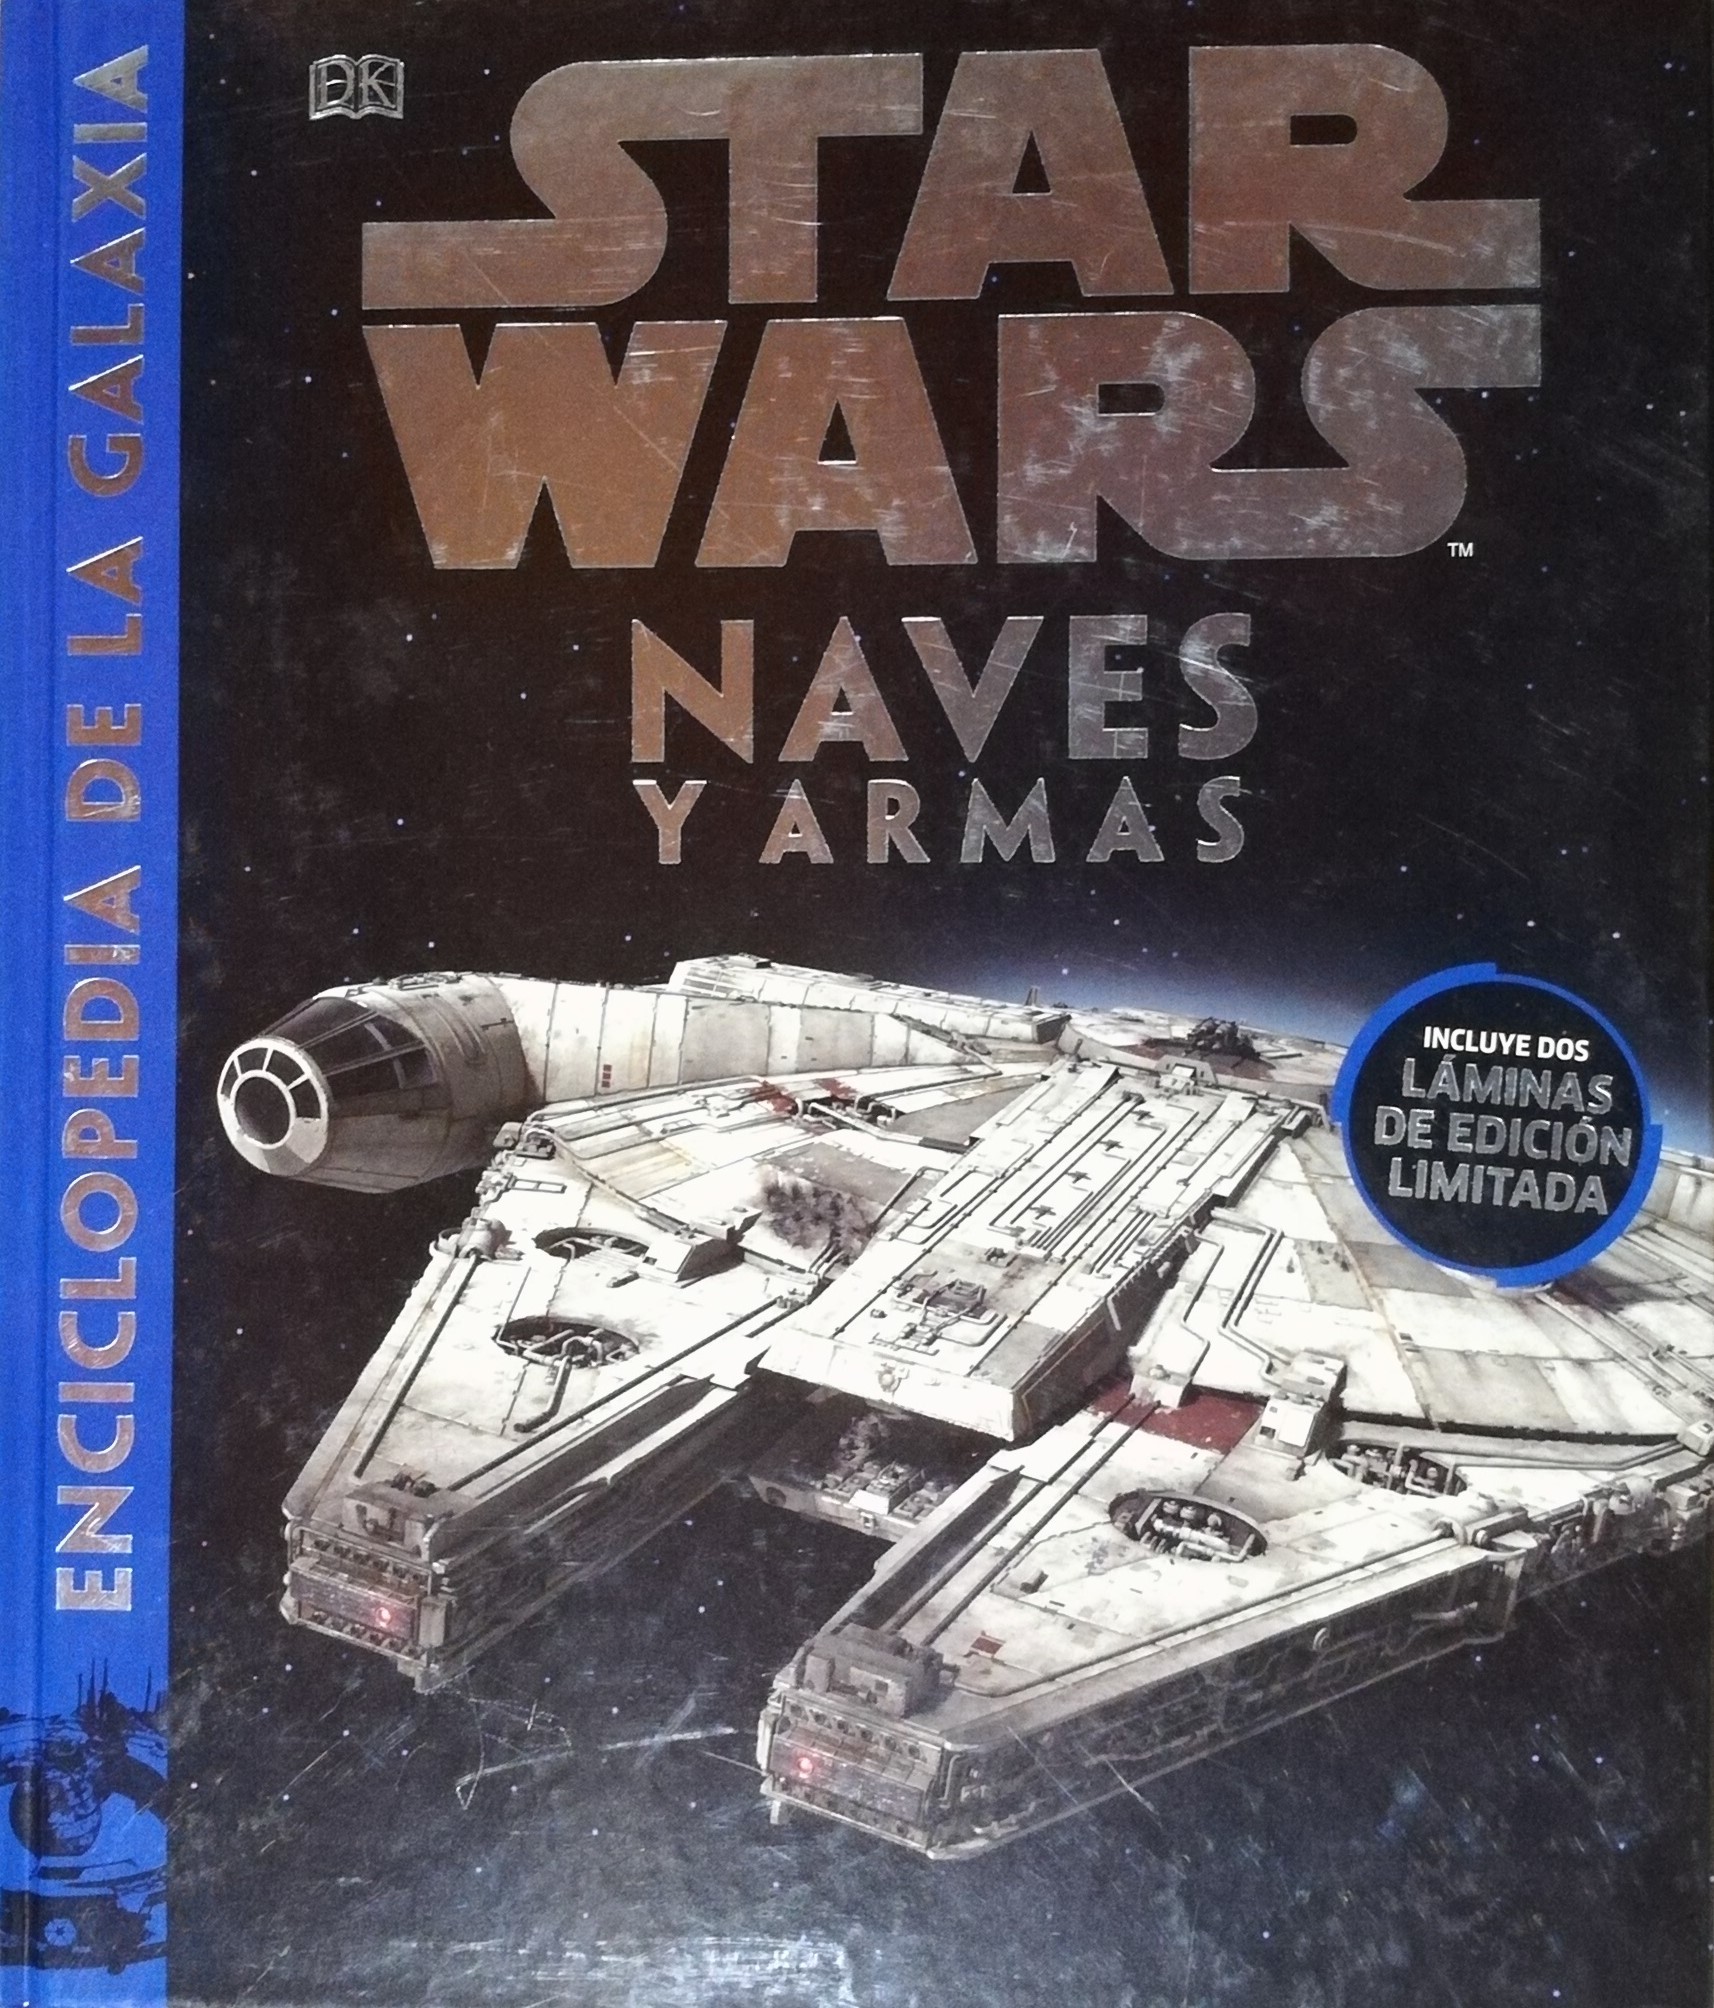 ENCICLOPEDIA DE LA GALAXIA
DK
STAR
WARS
TM
NAVES
Y ARMAS
INCLUYE DOS
LÁMINAS
DE EDICIÓN
LIMITADA